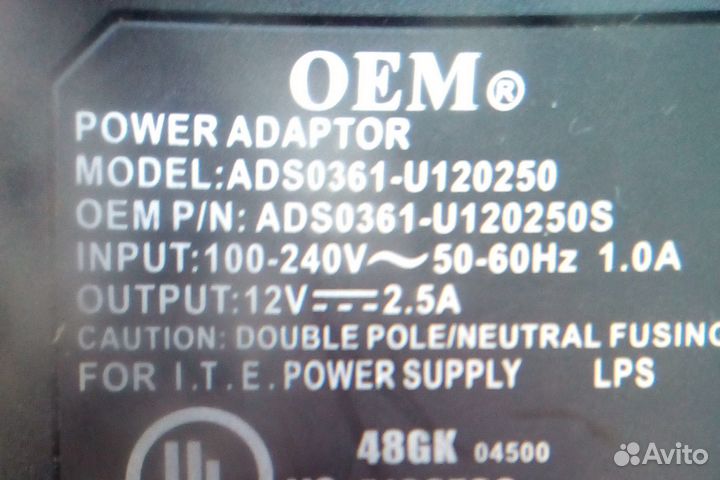 OEM®
POWER ADAPTOR
MODEL:ADS0361-U120250
OEM P/N: ADS0361-U120250S
INPUT:100-240V～50-60Hz 1.0A
OUTPUT:12V⎓2.5A
CAUTION: DOUBLE POLE/NEUTRAL FUSING
FOR I.T.E. POWER SUPPLY LPS
48GK 04500
Avito